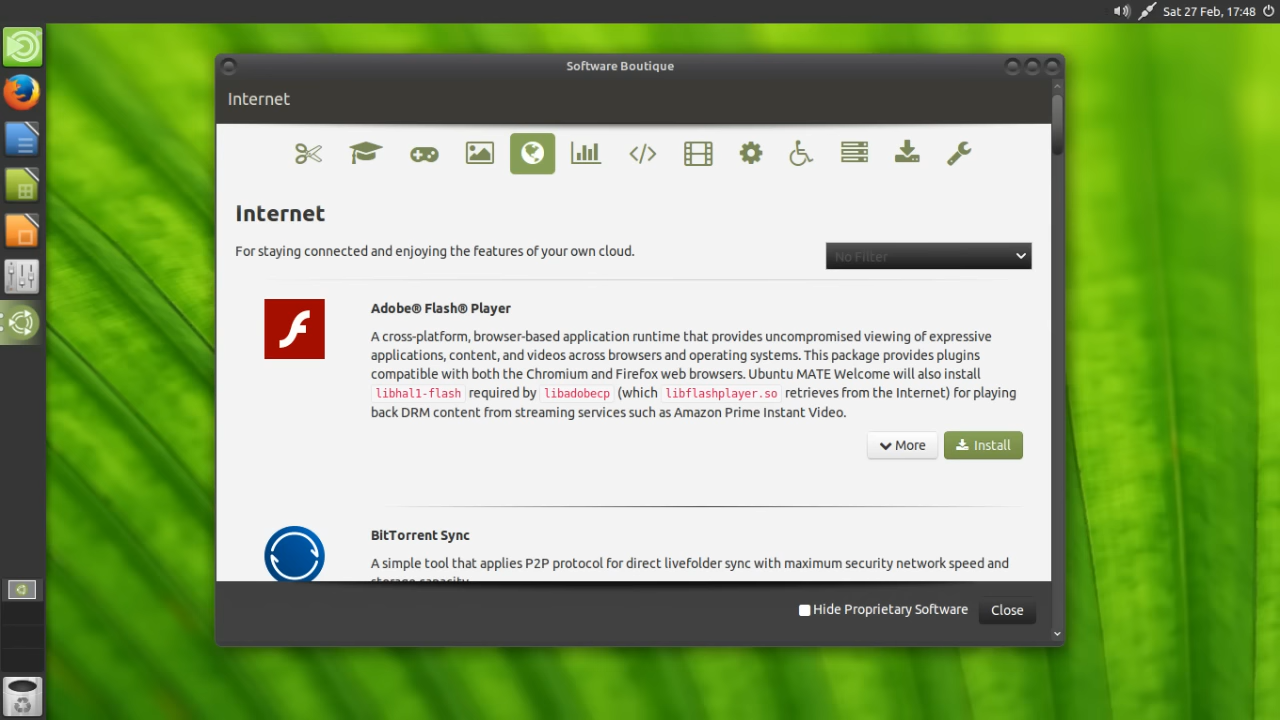 Sat 27 Feb, 17:48
Software Boutique
Internet
Internet
For staying connected and enjoying the features of your own cloud.
No Filter
Adobe® Flash® Player
A cross-platform, browser-based application runtime that provides uncompromised viewing of expressive
applications, content, and videos across browsers and operating systems. This package provides plugins
compatible with both the Chromium and Firefox web browsers. Ubuntu MATE Welcome will also install
libhal1-flash required by libadobecp (which libflashplayer.so retrieves from the Internet) for playing
back DRM content from streaming services such as Amazon Prime Instant Video.
More
Install
BitTorrent Sync
A simple tool that applies P2P protocol for direct livefolder sync with maximum security network speed and
storage capacity.
Hide Proprietary Software
Close